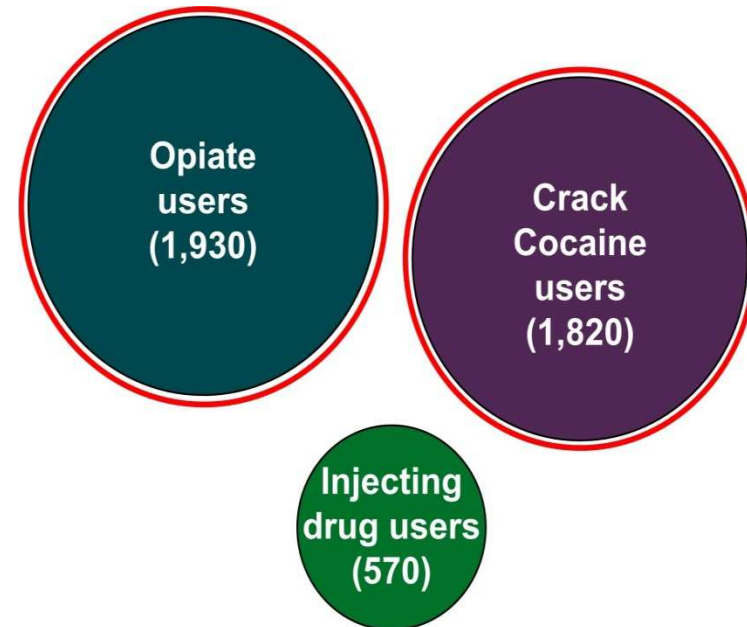 Opiate
users
(1,930)
Crack
Cocaine
users
(1,820)
Injecting
drug users
(570)